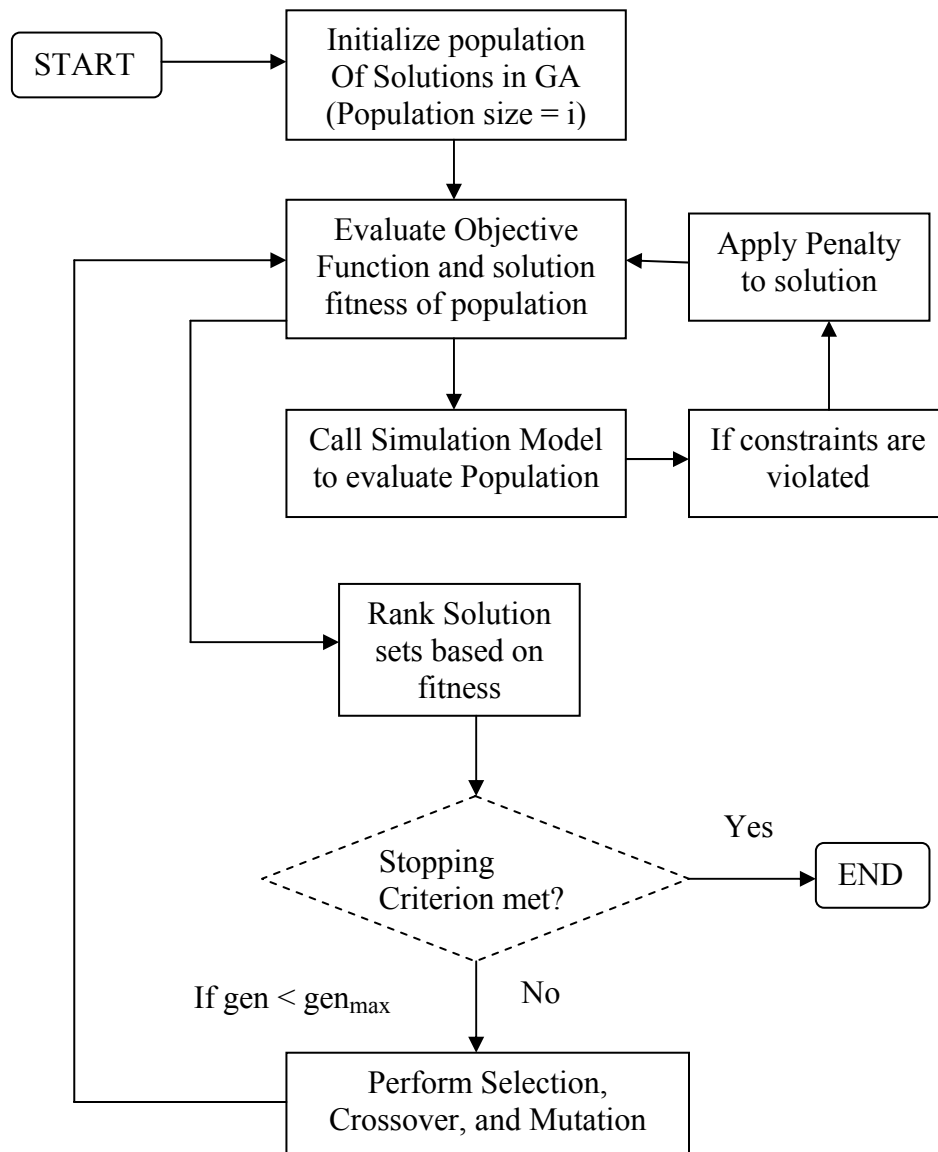 START
Initialize population
Of Solutions in GA
(Population size = i)
Evaluate Objective
Function and solution
fitness of population
Apply Penalty
to solution
Call Simulation Model
to evaluate Population
If constraints are
violated
Rank Solution
sets based on
fitness
Stopping
Criterion met?
Yes
END
If gen < genmax
No
Perform Selection,
Crossover, and Mutation